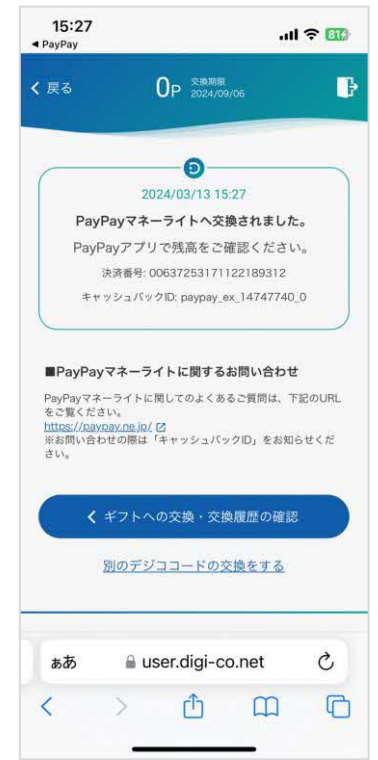 15:27
81
◀ PayPay
戻る
0P 交換期限
2024/09/06
2024/03/13 15:27
PayPayマネーライトへ交換されました。
PayPayアプリで残高をご確認ください。
決済番号: 00637253171122189312
キャッシュバックID: paypay_ex_14747740_0
■PayPayマネーライトに関するお問い合わせ
PayPayマネーライトに関してのよくあるご質問は、下記のURL
をご覧ください。
https://paypay.ne.jp/
※お問い合わせの際は「キャッシュバックID」をお知らせくだ
さい。
ギフトへの交換・交換履歴の確認
別のデジココードの交換をする
ああ
user.digi-co.net